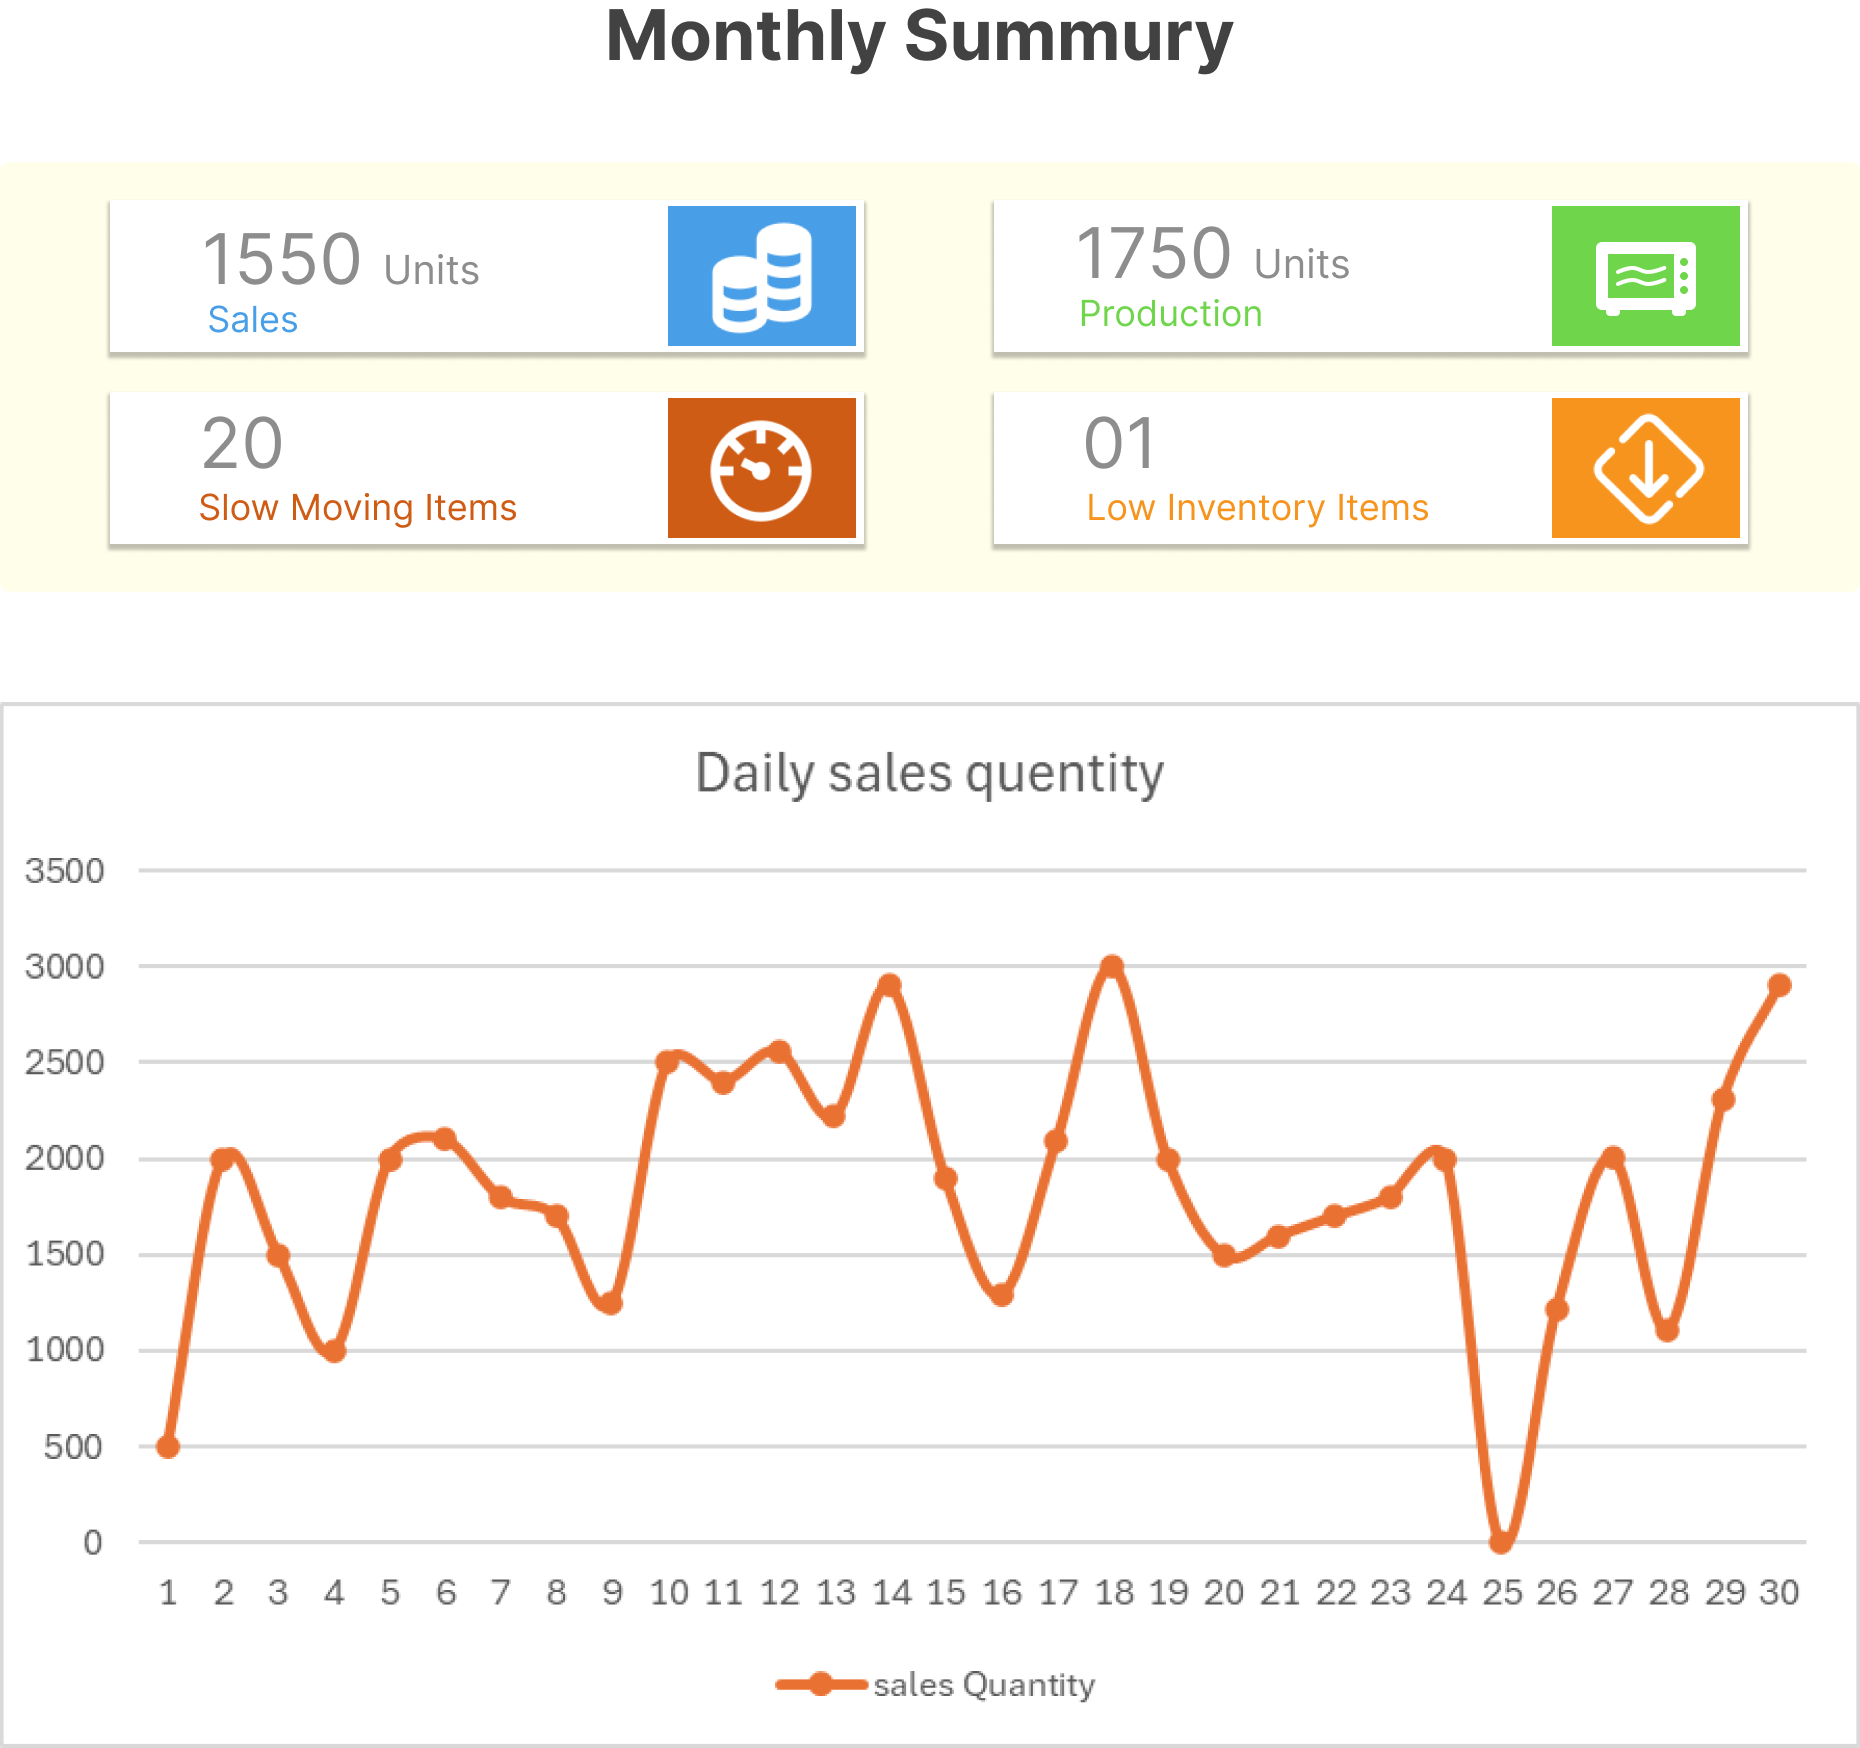 Monthly Summury
1550 Units
Sales
1750 Units
Production
20
Slow Moving Items
01
Low Inventory Items
Daily sales quentity
3500
3000
2500
2000
1500
1000
500
0
1 2 3 4 5 6 7 8 9 10 11 12 13 14 15 16 17 18 19 20 21 22 23 24 25 26 27 28 29 30
sales Quantity